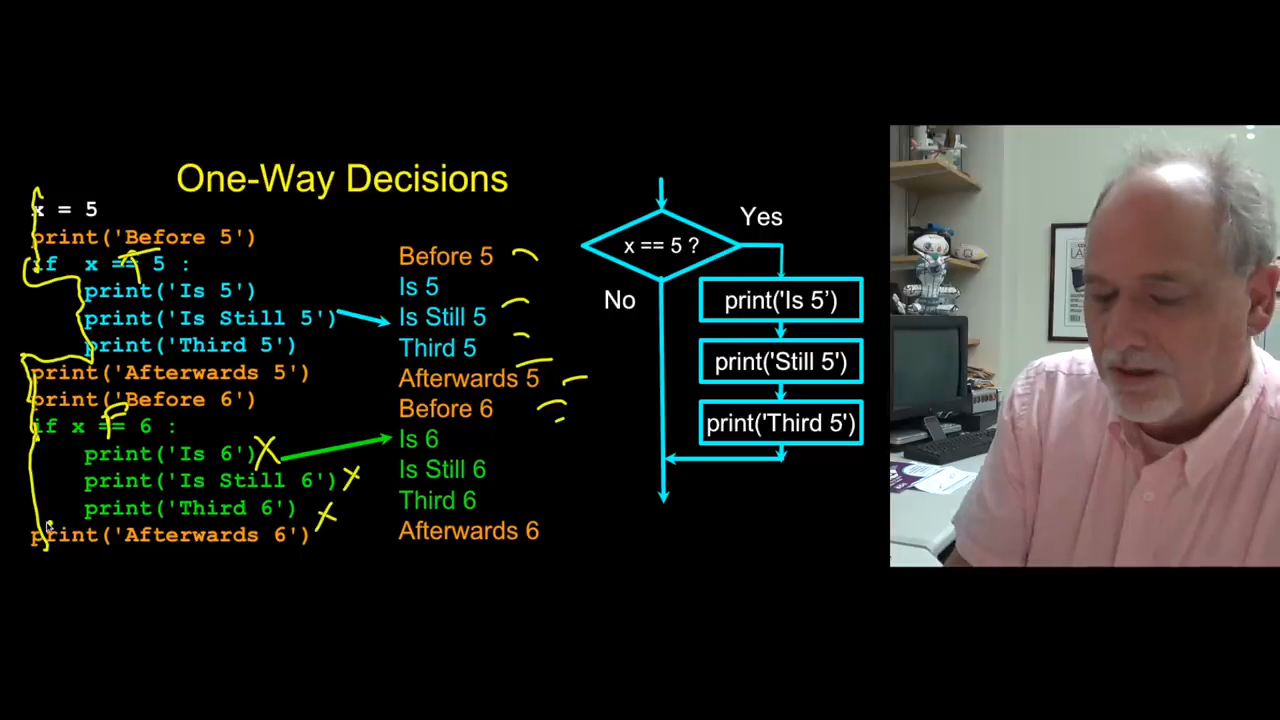 One-Way Decisions
x = 5
print('Before 5')
if x == 5 :
print('Is 5')
print('Is Still 5')
print('Third 5')
print('Afterwards 5')
print('Before 6')
if x == 6 :
print('Is 6')
print('Is Still 6')
print('Third 6')
print('Afterwards 6')
Before 5
Is 5
Is Still 5
Third 5
Afterwards 5
Before 6
Is 6
Is Still 6
Third 6
Afterwards 6
x == 5 ?
Yes
No
print('Is 5’)
print('Still 5')
print('Third 5')
T
F
X
X
X